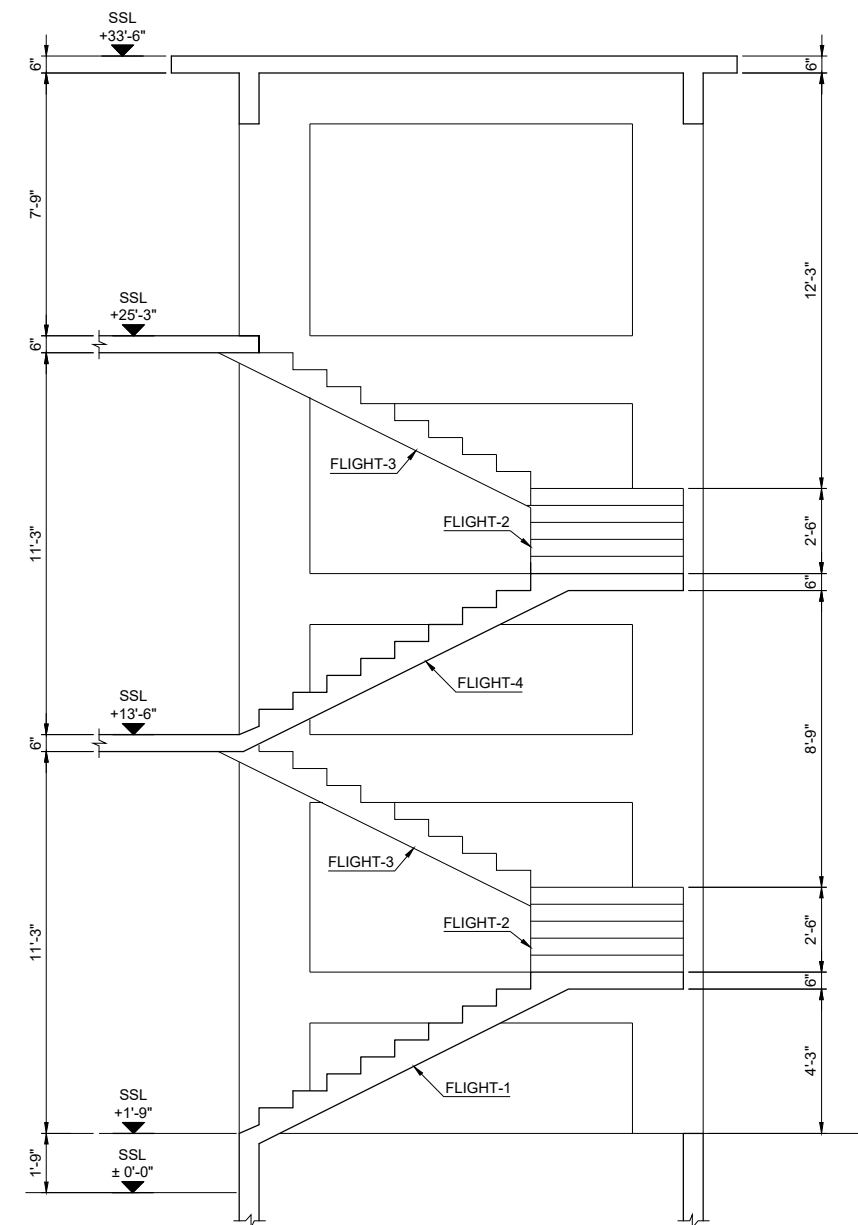 SSL
+33'-6"
6"
6"
7'-9"
12'-3"
SSL
+25'-3"
6"
FLIGHT-3
FLIGHT-2
2'-6"
11'-3"
6"
FLIGHT-4
SSL
+13'-6"
6"
8'-9"
FLIGHT-3
FLIGHT-2
2'-6"
11'-3"
6"
4'-3"
FLIGHT-1
SSL
+1'-9"
1'-9"
SSL
± 0'-0"